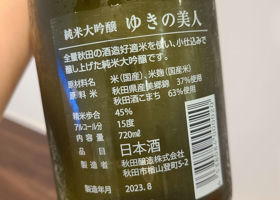 純米大吟醸 ゆきの美人
全量秋田の酒造好適米を使い、小仕込みで
醸し上げた純米大吟醸です。
原材料名 米(国産)、米麹(国産米)
原料米 秋田県産美郷錦 37%使用
秋田酒こまち 63%使用
精米歩合 45%
アルコール分 15度
内容量 720㎖
品目 日本酒
製造者 秋田醸造株式会社
秋田市楢山登町5-2
製造年月 2023.8